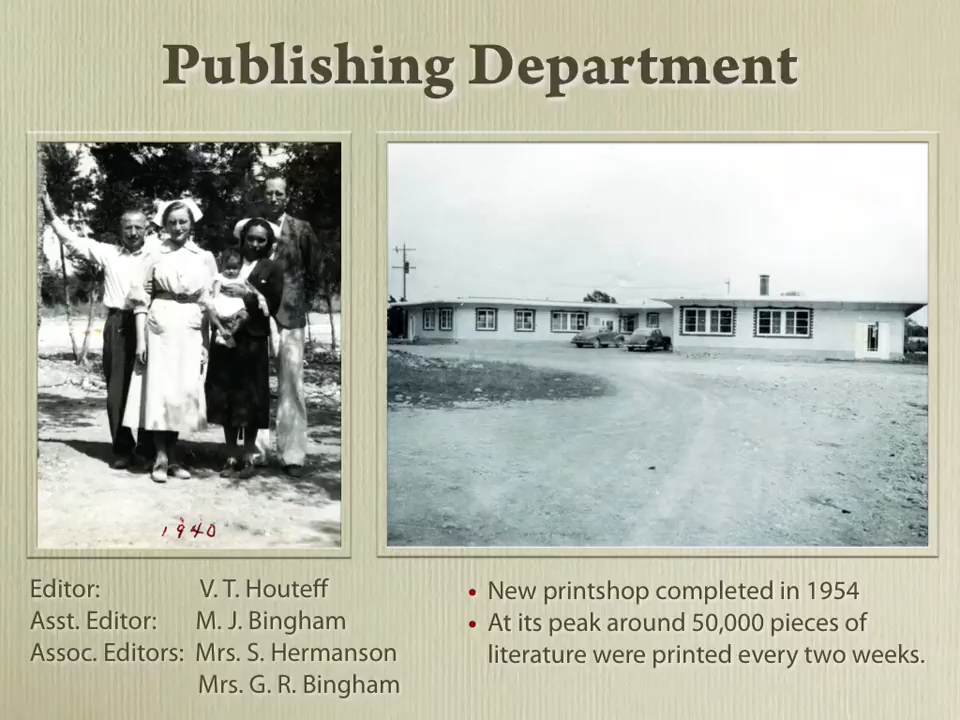 Publishing Department
1940
Editor: V. T. Houteff
Asst. Editor: M. J. Bingham
Assoc. Editors: Mrs. S. Hermanson
Mrs. G. R. Bingham
• New printshop completed in 1954
• At its peak around 50,000 pieces of
literature were printed every two weeks.